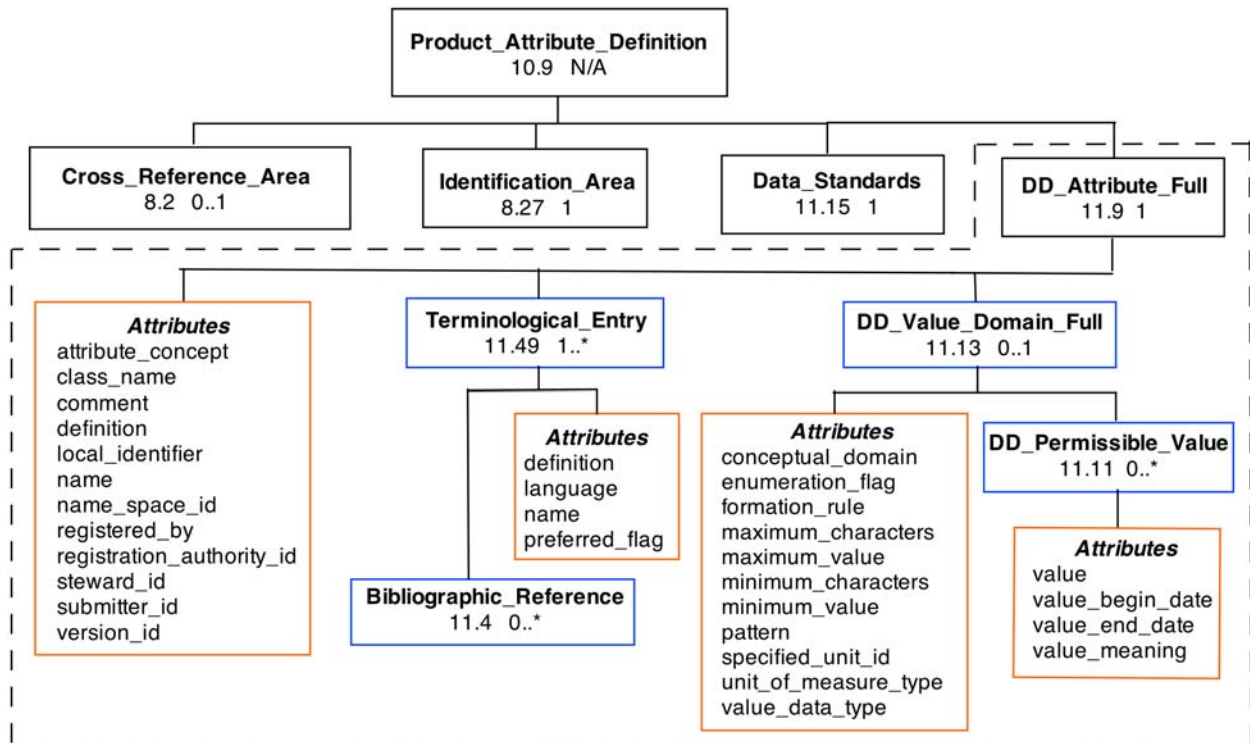 Product_Attribute_Definition
10.9 N/A
Cross_Reference_Area
8.2 0..1
Identification_Area
8.27 1
Data_Standards
11.15 1
DD_Attribute_Full
11.9 1
Attributes
attribute_concept
class_name
comment
definition
local_identifier
name
name_space_id
registered_by
registration_authority_id
steward_id
submitter_id
version_id
Terminological_Entry
11.49 1..*
Attributes
definition
language
name
preferred_flag
Bibliographic_Reference
11.4 0..*
DD_Value_Domain_Full
11.13 0..1
Attributes
conceptual_domain
enumeration_flag
formation_rule
maximum_characters
maximum_value
minimum_characters
minimum_value
pattern
specified_unit_id
unit_of_measure_type
value_data_type
DD_Permissible_Value
11.11 0..*
Attributes
value
value_begin_date
value_end_date
value_meaning